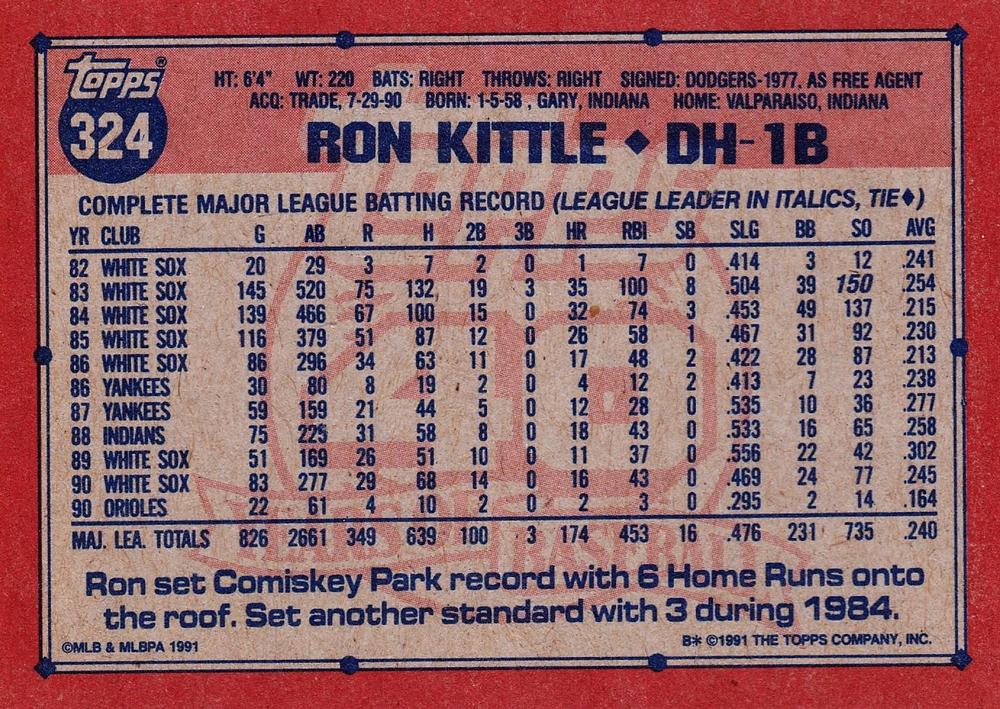 TOPPS®
324
HT: 6'4" WT: 220 BATS: RIGHT THROWS: RIGHT SIGNED: DODGERS-1977, AS FREE AGENT
ACQ: TRADE, 7-29-90 BORN: 1-5-58 , GARY, INDIANA HOME: VALPARAISO, INDIANA
RON KITTLE ♦ DH-1B
COMPLETE MAJOR LEAGUE BATTING RECORD (LEAGUE LEADER IN ITALICS, TIE♦)
YR CLUB G AB R H 2B 3B HR RBI SB SLG BB SO AVG
82 WHITE SOX 20 29 3 7 2 0 1 7 0 .414 3 12 .241
83 WHITE SOX 145 520 75 132 19 3 35 100 8 .504 39 150 .254
84 WHITE SOX 139 466 67 100 15 0 32 74 3 .453 49 137 .215
85 WHITE SOX 116 379 51 87 12 0 26 58 1 .467 31 92 .230
86 WHITE SOX 86 296 34 63 11 0 17 48 2 .422 28 87 .213
86 YANKEES 30 80 8 19 2 0 4 12 2 .413 7 23 .238
87 YANKEES 59 159 21 44 5 0 12 28 0 .535 10 36 .277
88 INDIANS 75 225 31 58 8 0 18 43 0 .533 16 65 .258
89 WHITE SOX 51 169 26 51 10 0 11 37 0 .556 22 42 .302
90 WHITE SOX 83 277 29 68 14 0 16 43 0 .469 24 77 .245
90 ORIOLES 22 61 4 10 2 0 2 3 0 .295 2 14 .164
MAJ. LEA. TOTALS 826 2661 349 639 100 3 174 453 16 .476 231 735 .240
Ron set Comiskey Park record with 6 Home Runs onto
the roof. Set another standard with 3 during 1984.
©MLB & MLBPA 1991 B* ©1991 THE TOPPS COMPANY, INC.